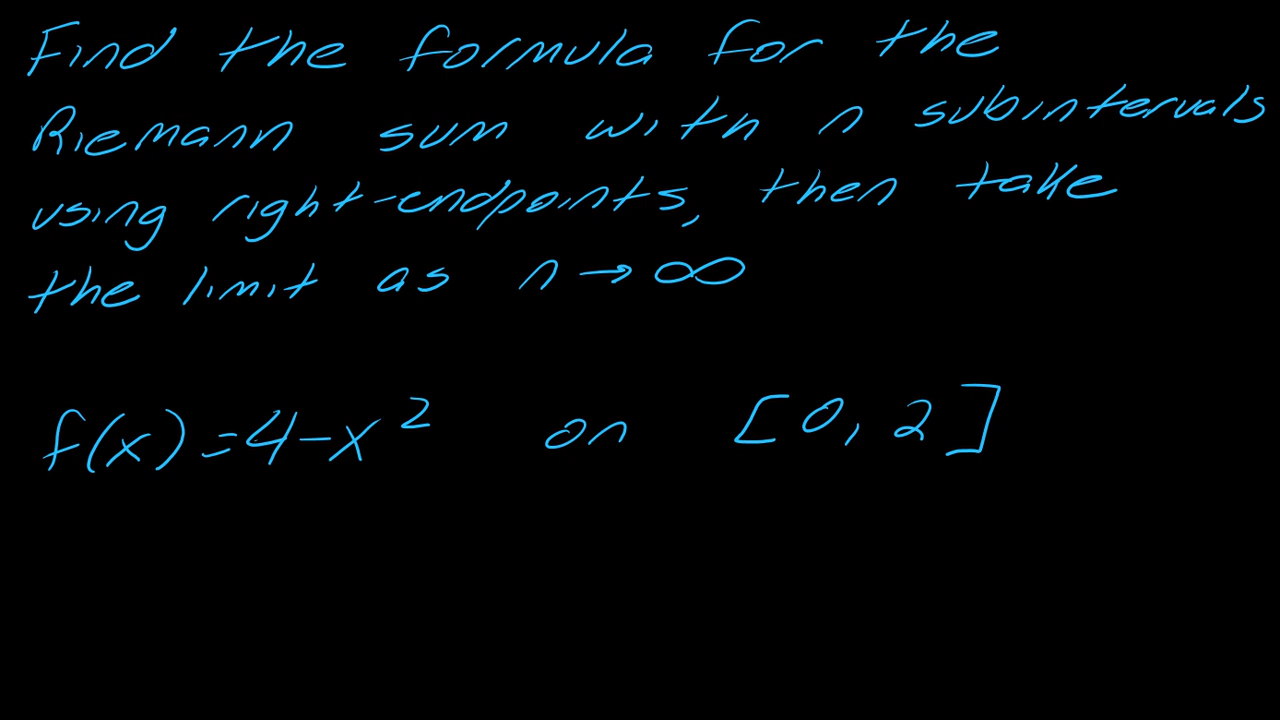 Find the formula for the
Riemann sum with n subintervals
using right-endpoints, then take
the limit as n → ∞
f(x) = 4 - x² on [0, 2]